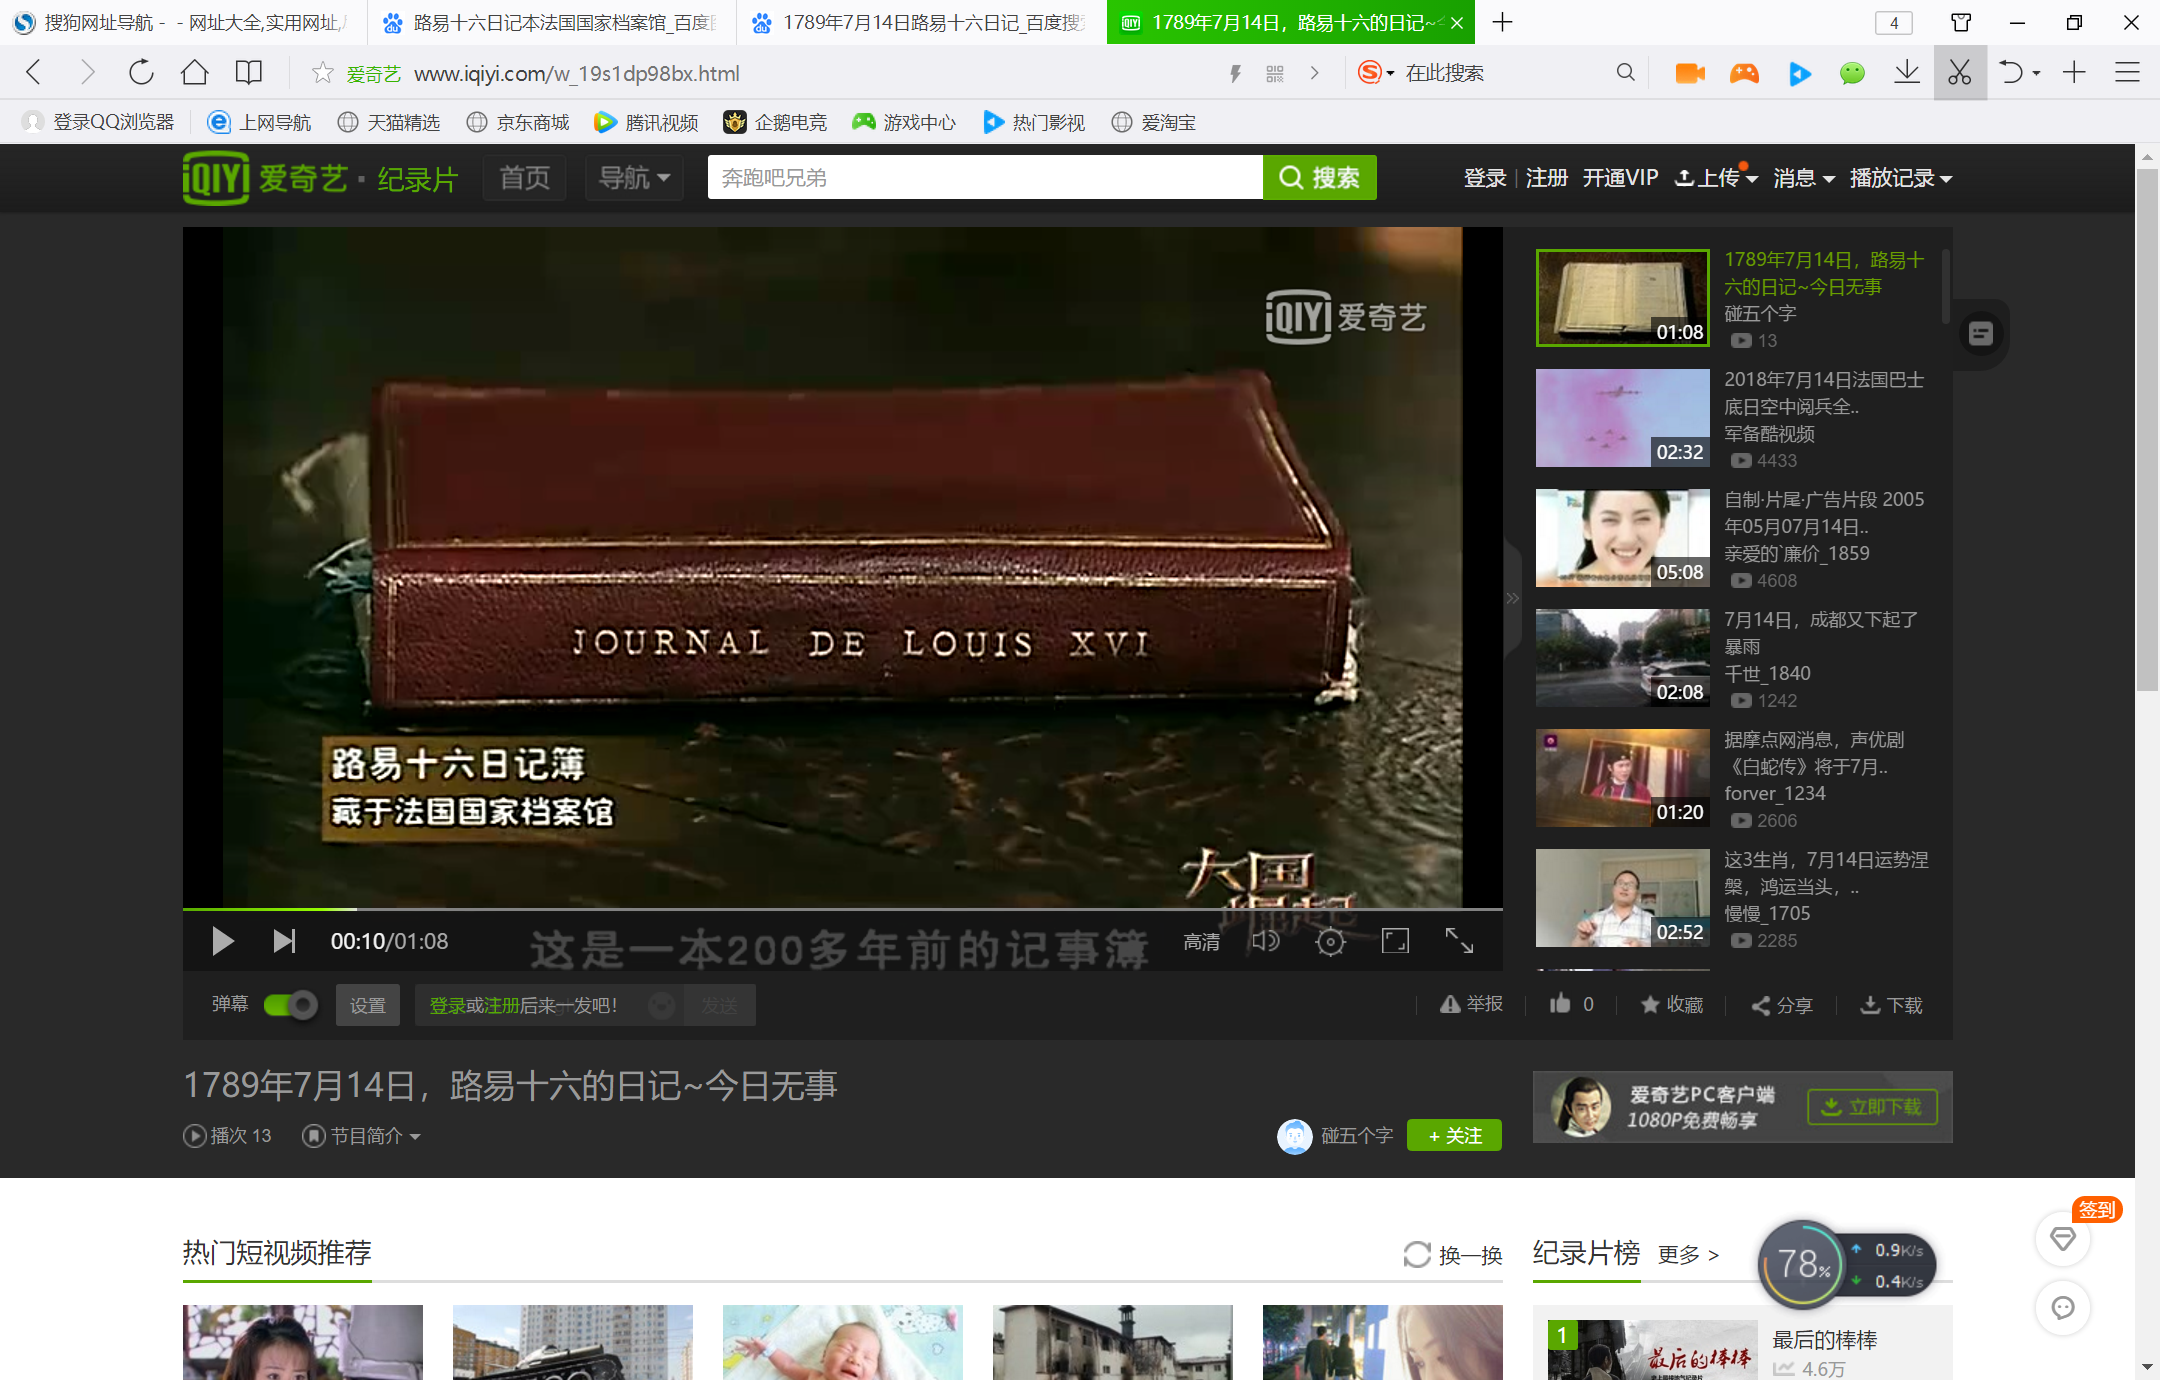 搜狗网址导航 - - 网址大全,实用网址,
路易十六日记本法国国家档案馆_百度
1789年7月14日路易十六日记_百度搜
1789年7月14日，路易十六的日记~
4
爱奇艺 www.iqiyi.com/w_19s1dp98bx.html
在此搜索
登录QQ浏览器
上网导航
天猫精选
京东商城
腾讯视频
企鹅电竞
游戏中心
热门影视
爱淘宝
iQIYI 爱奇艺 · 纪录片
首页
导航
奔跑吧兄弟
搜索
登录 | 注册 开通VIP 上传 消息 播放记录
iQIYI 爱奇艺
JOURNAL DE LOUIS XVI
路易十六日记簿
藏于法国国家档案馆
大国
崛起
这是一本200多年前的记事簿
00:10/01:08
高清
弹幕
设置
登录或注册后来一发吧!
发送
举报
0
收藏
分享
下载
01:08
1789年7月14日，路易十
六的日记~今日无事
碰五个字
13
02:32
2018年7月14日法国巴士
底日空中阅兵全..
军备酷视频
4433
05:08
自制·片尾·广告片段 2005
年05月07月14日..
亲爱的`廉价_1859
4608
02:08
7月14日，成都又下起了
暴雨
千世_1840
1242
01:20
据摩点网消息，声优剧
《白蛇传》将于7月..
forver_1234
2606
02:52
这3生肖，7月14日运势涅
槃，鸿运当头，..
慢慢_1705
2285
1789年7月14日，路易十六的日记~今日无事
播次 13
节目简介
碰五个字
+ 关注
爱奇艺PC客户端
1080P免费畅享
立即下载
热门短视频推荐
换一换
纪录片榜
更多 >
78%
0.9K/s
0.4K/s
签到
1
最后的棒棒
最后的棒棒
4.6万